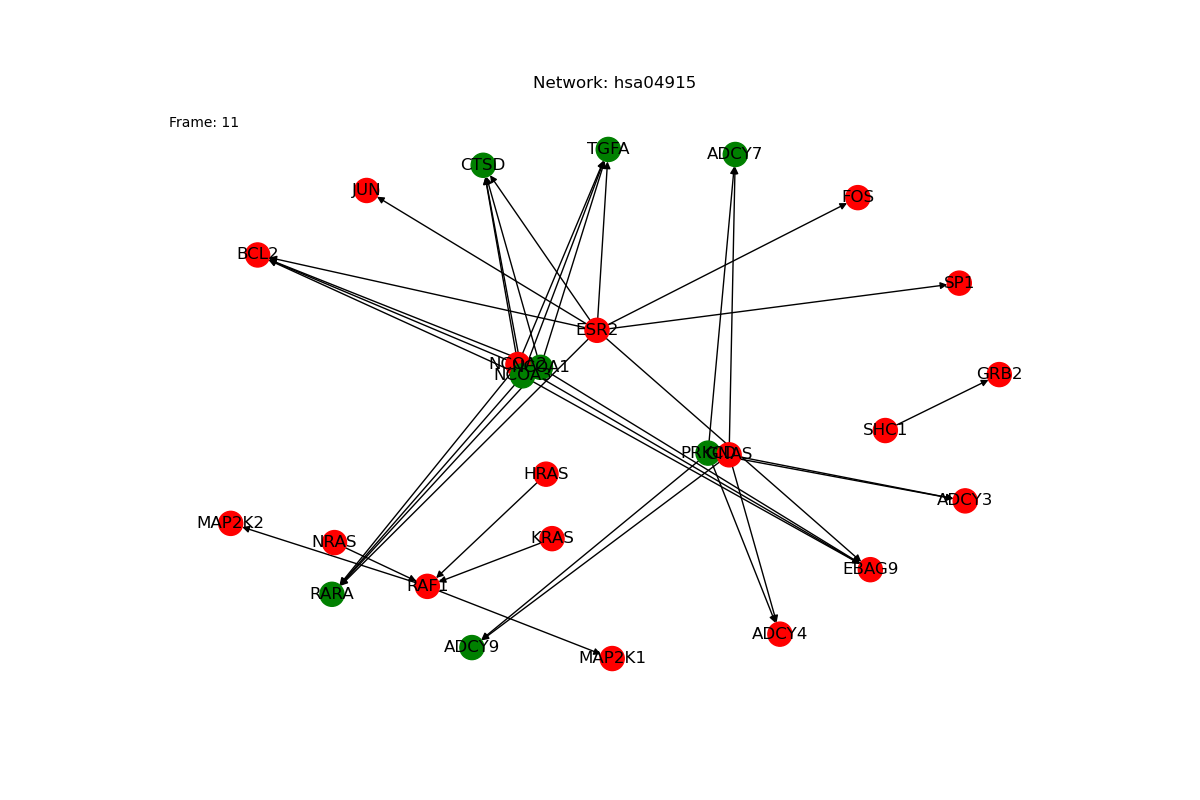 Network: hsa04915
Frame: 11
TGFA
ADCY7
CTSD
JUN
FOS
BCL2
SP1
ESR2
NCOA2
NCOA1
NCOA3
GRB2
SHC1
GNAS
HRAS
ADCY3
MAP2K2
KRAS
NRAS
EBAG9
RAF1
RARA
ADCY4
ADCY9
MAP2K1